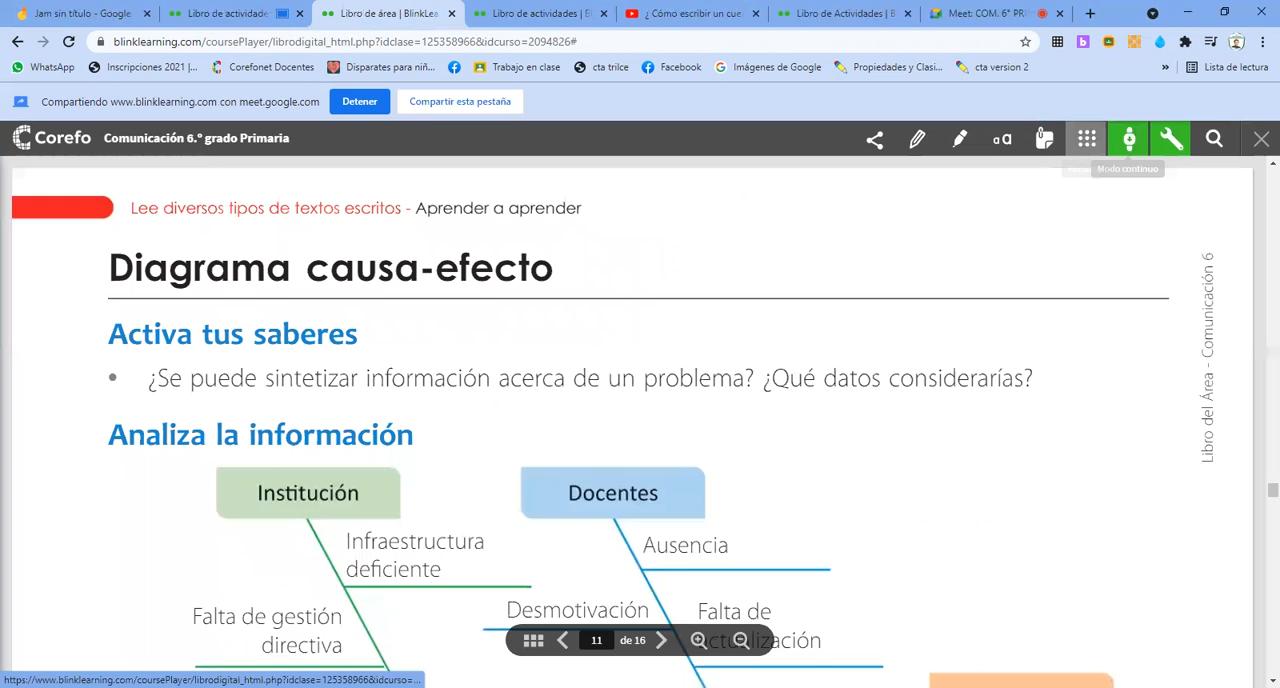 Jam sin título - Google
Libro de actividade
Libro de área | BlinkLea
Libro de actividades | B
¿Cómo escribir un cue
Libro de Actividades | B
Meet: COM. 6° PR
blinklearning.com/coursePlayer/librodigital_html.php?idclase=125358966&idcurso=2094826#
WhatsApp
Inscripciones 2021 |...
Corefonet Docentes
Disparates para niñ...
Trabajo en clase
cta trilce
Facebook
Imágenes de Google
Propiedades y Clasi...
cta version 2
»
Lista de lectura
Compartiendo www.blinklearning.com con meet.google.com
Detener
Compartir esta pestaña
Corefo
Comunicación 6.º grado Primaria
aA
Modo continuo
Lee diversos tipos de textos escritos - Aprender a aprender
Diagrama causa-efecto
Activa tus saberes
• ¿Se puede sintetizar información acerca de un problema? ¿Qué datos considerarías?
Analiza la información
Institución
Docentes
Infraestructura
deficiente
Ausencia
Falta de gestión
directiva
Desmotivación
Falta de
actualización
11 de 16
Libro del Área - Comunicación 6
https://www.blinklearning.com/coursePlayer/librodigital_html.php?idclase=125358966&idcurso=...